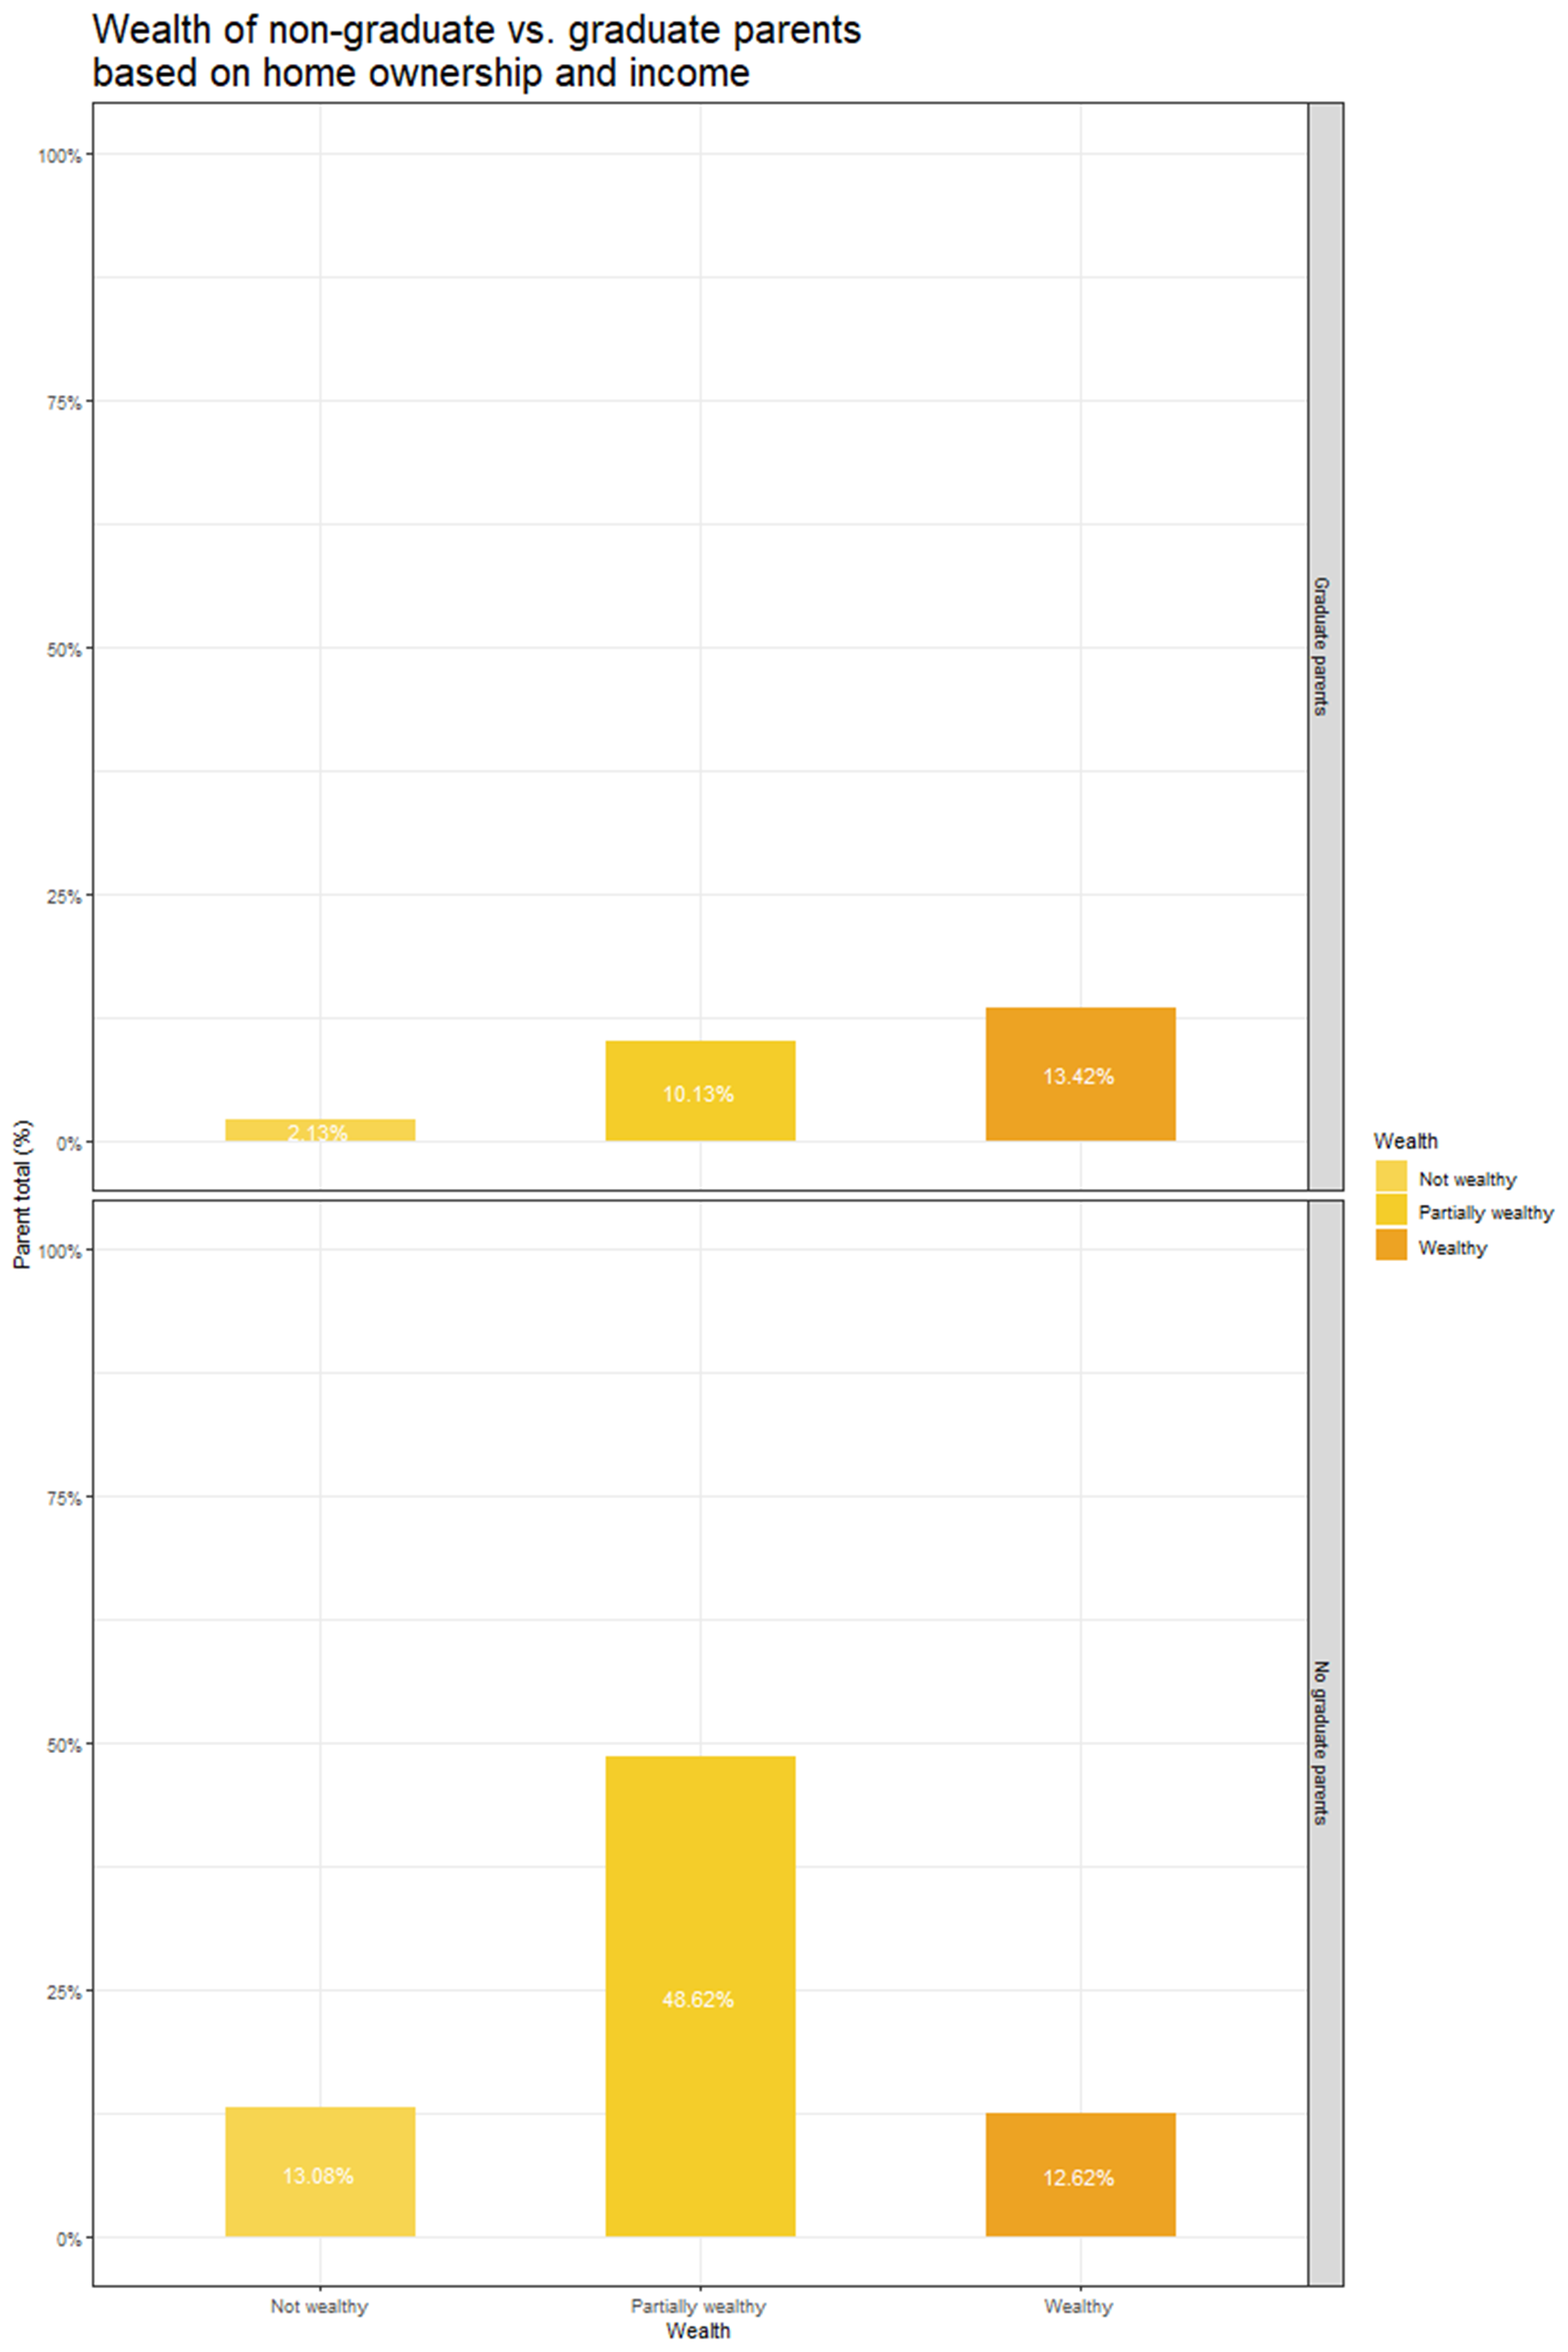 Wealth of non-graduate vs. graduate parents
based on home ownership and income
Parent total (%)
100%
75%
50%
25%
0%
2.13%
10.13%
13.42%
Graduate parents
100%
75%
50%
25%
0%
13.08%
48.62%
12.62%
No graduate parents
Not wealthy
Partially wealthy
Wealthy
Wealth
Wealth
Not wealthy
Partially wealthy
Wealthy